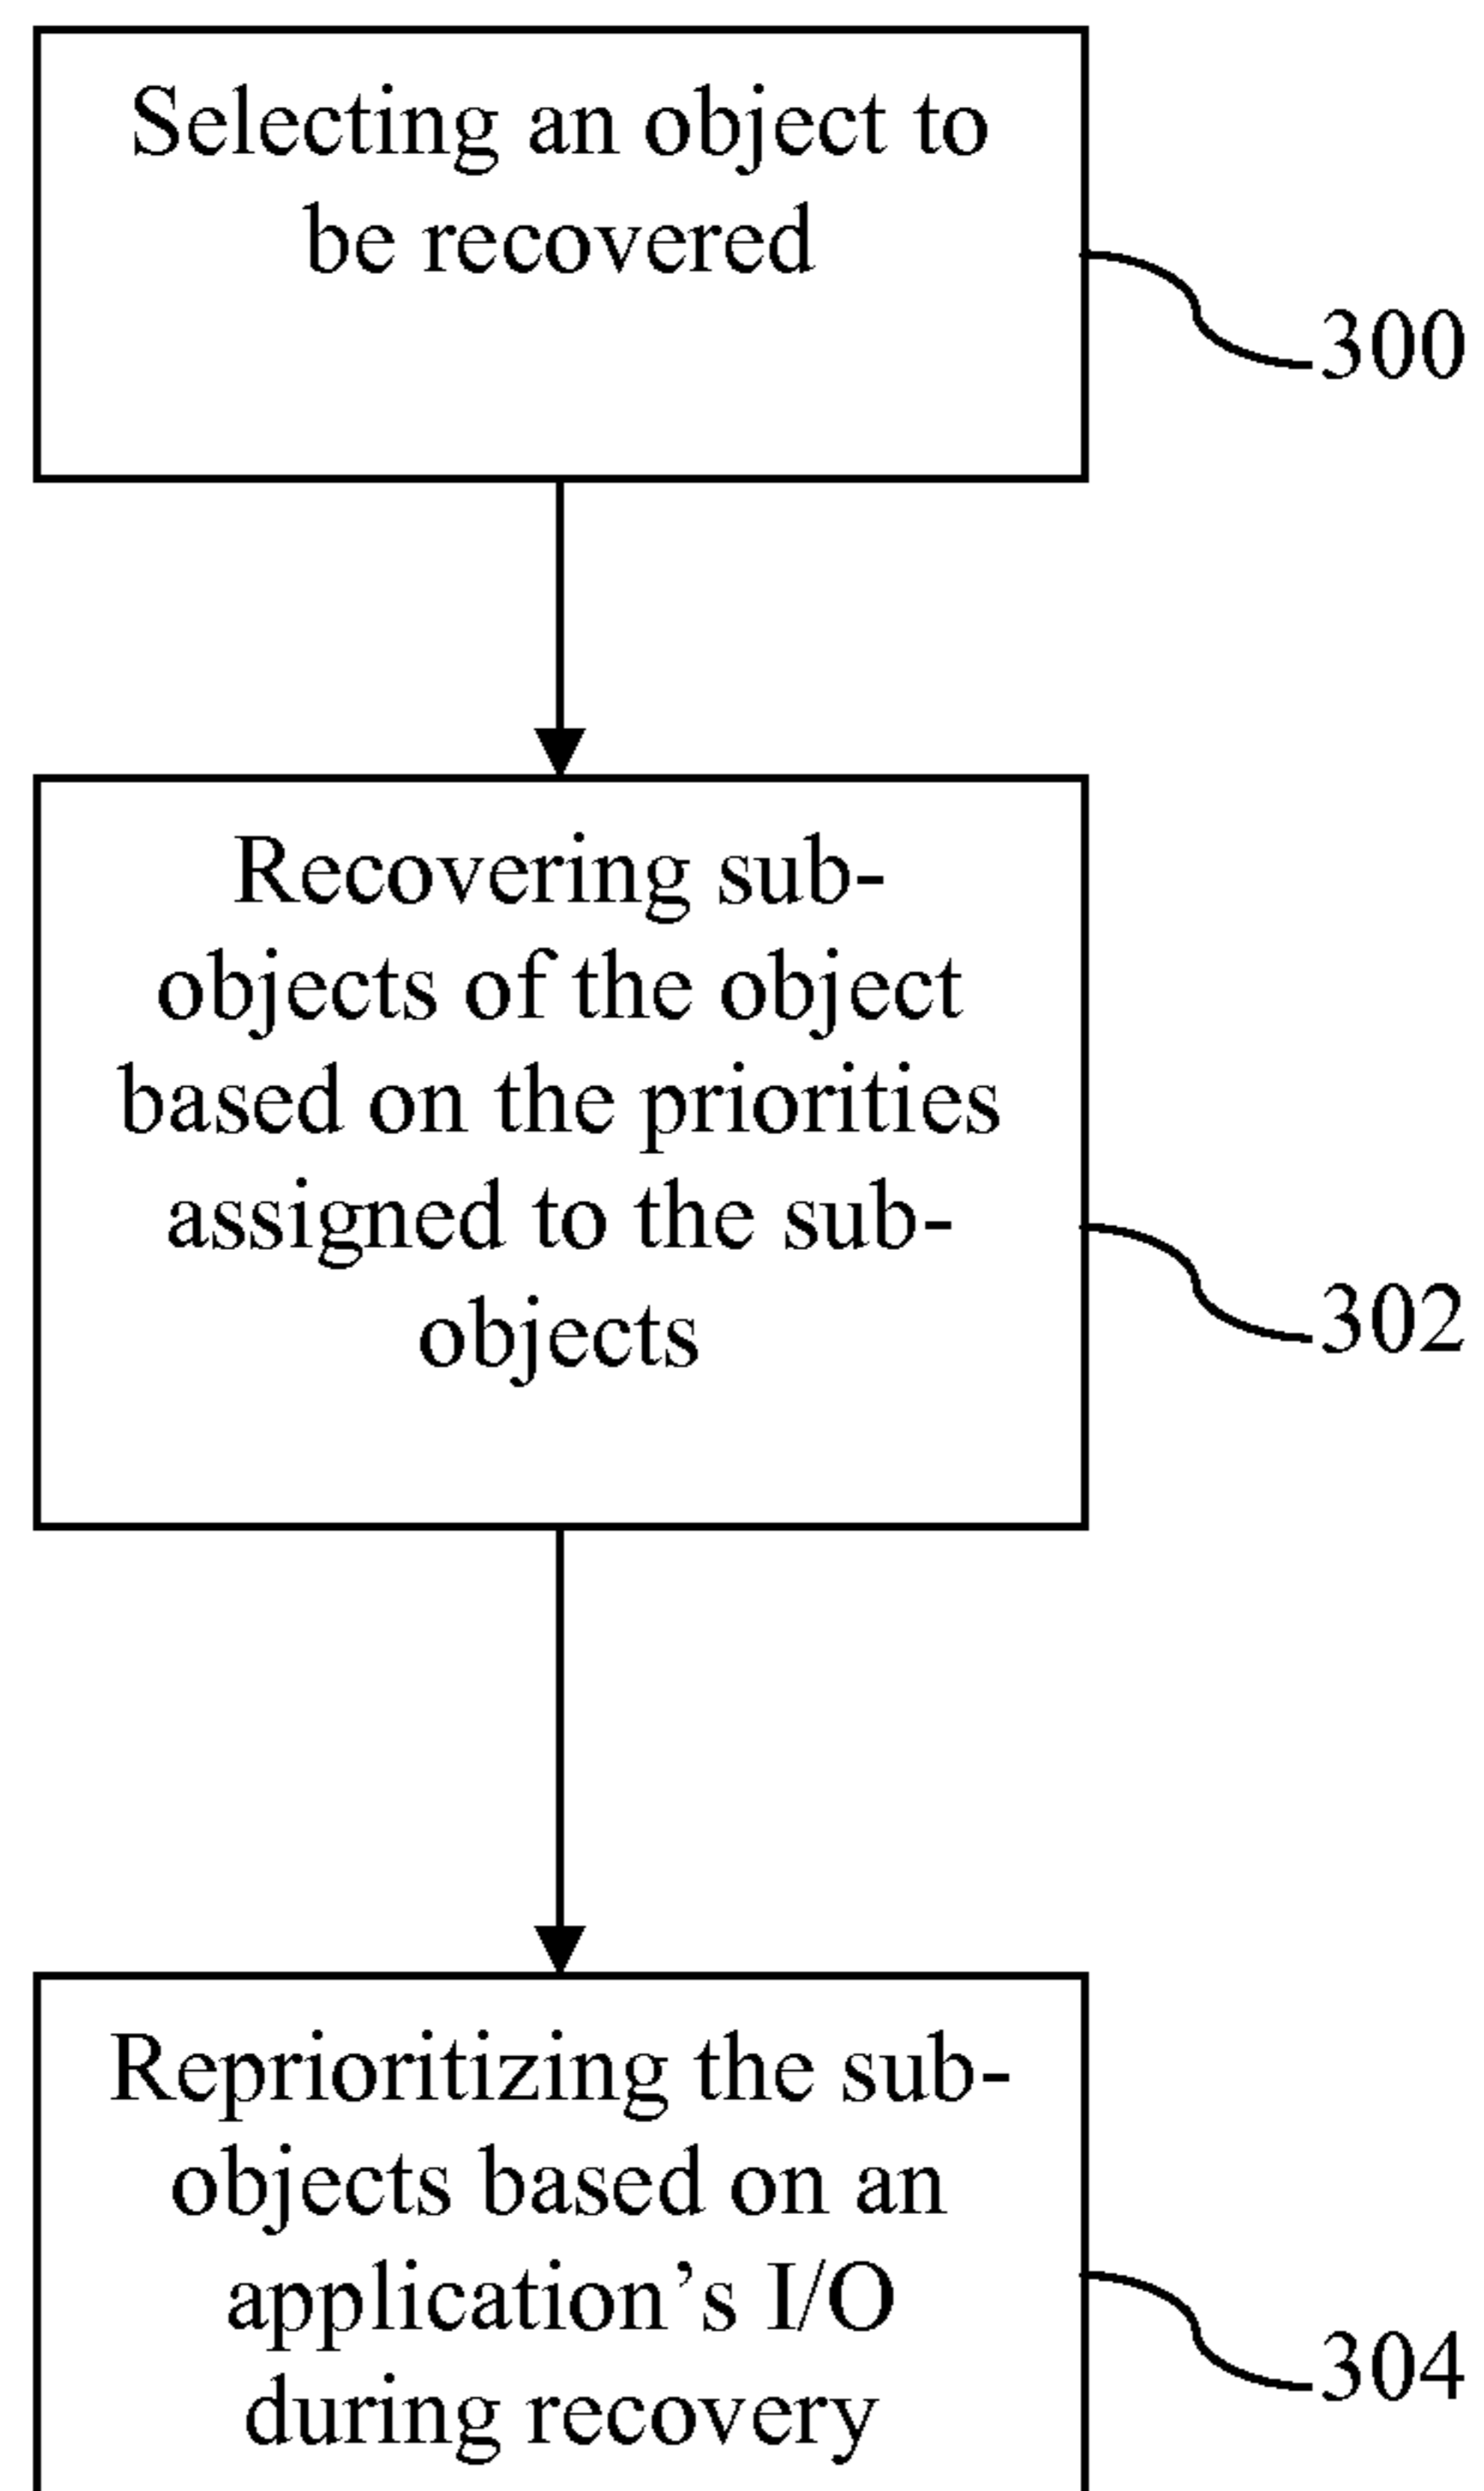 Selecting an object to
be recovered
300
Recovering sub-
objects of the object
based on the priorities
assigned to the sub-
objects
302
Reprioritizing the sub-
objects based on an
application’s I/O
during recovery
304